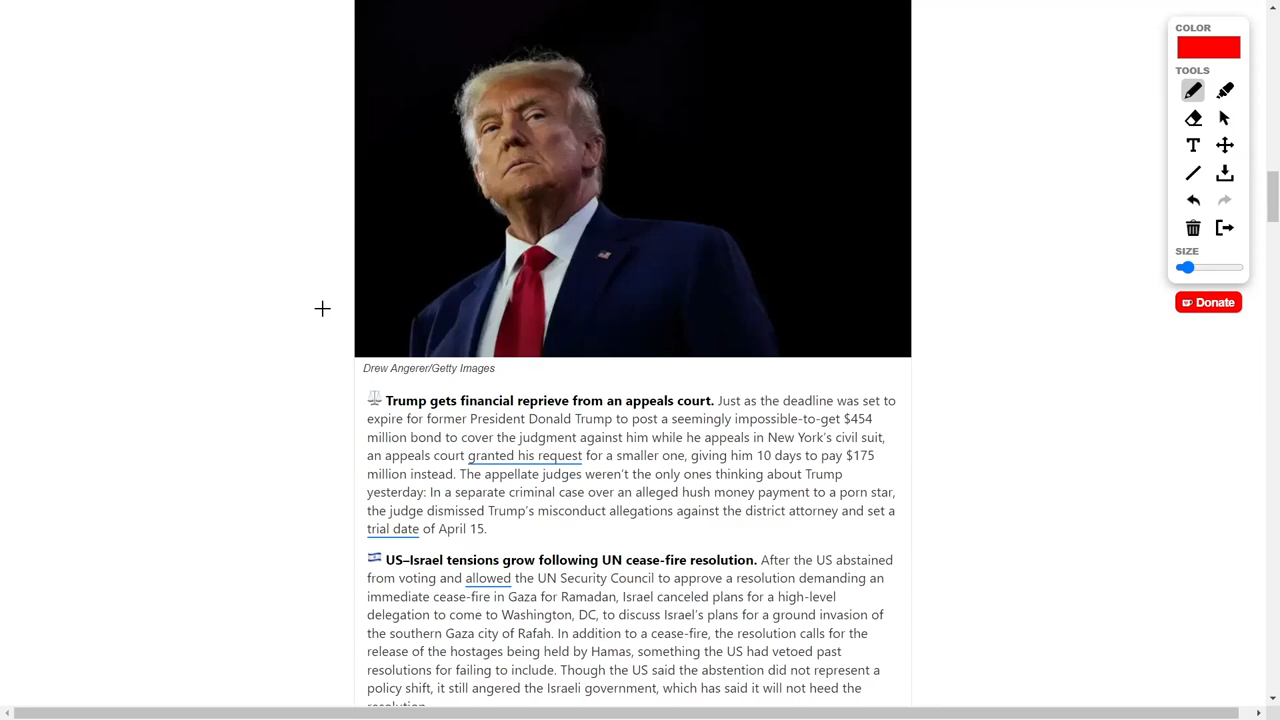 COLOR
TOOLS
SIZE
Donate
Drew Angerer/Getty Images
Trump gets financial reprieve from an appeals court. Just as the deadline was set to
expire for former President Donald Trump to post a seemingly impossible-to-get $454
million bond to cover the judgment against him while he appeals in New York's civil suit,
an appeals court granted his request for a smaller one, giving him 10 days to pay $175
million instead. The appellate judges weren't the only ones thinking about Trump
yesterday: In a separate criminal case over an alleged hush money payment to a porn star,
the judge dismissed Trump's misconduct allegations against the district attorney and set a
trial date of April 15.
US–Israel tensions grow following UN cease-fire resolution. After the US abstained
from voting and allowed the UN Security Council to approve a resolution demanding an
immediate cease-fire in Gaza for Ramadan, Israel canceled plans for a high-level
delegation to come to Washington, DC, to discuss Israel's plans for a ground invasion of
the southern Gaza city of Rafah. In addition to a cease-fire, the resolution calls for the
release of the hostages being held by Hamas, something the US had vetoed past
resolutions for failing to include. Though the US said the abstention did not represent a
policy shift, it still angered the Israeli government, which has said it will not heed the